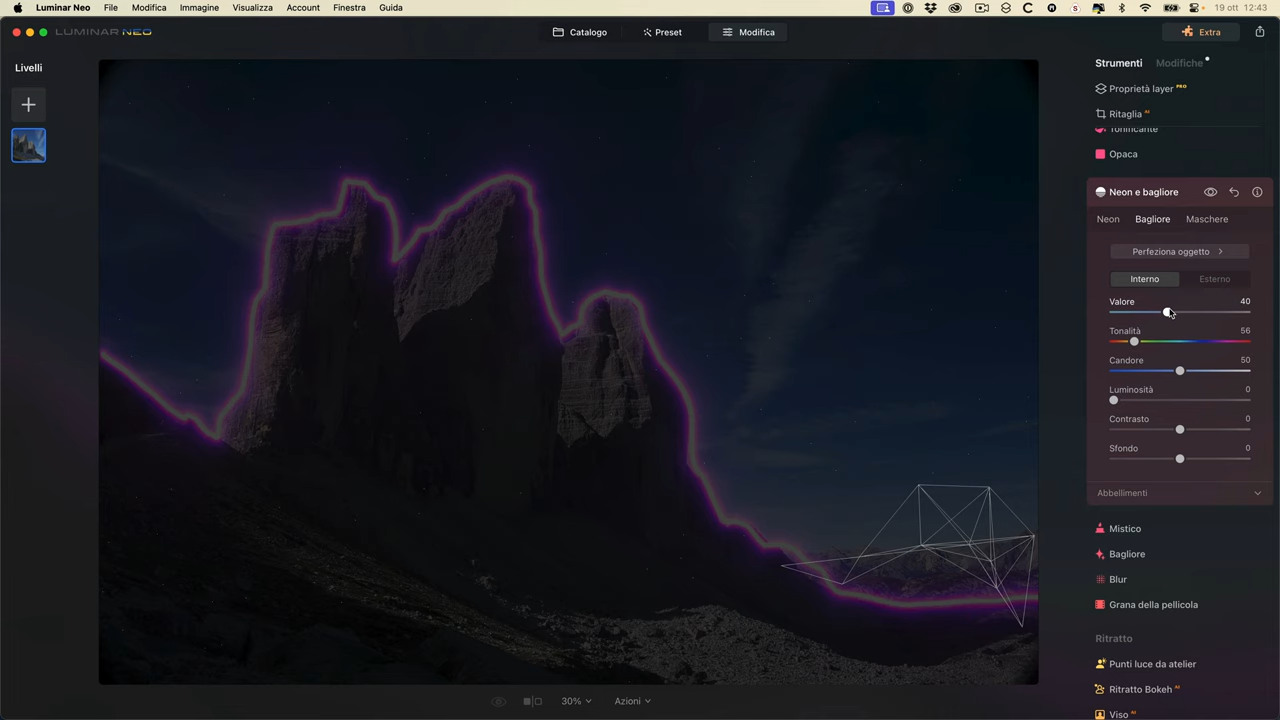 Luminar Neo File Modifica Immagine Visualizza Account Finestra Guida 19 ott 12:43
LUMINAR NEO Catalogo Preset Modifica Extra
Livelli
Strumenti Modifiche
Proprietà layer PRO
Ritaglia AI
Tonificante
Opaca
Neon e bagliore
Neon Bagliore Maschere
Perfeziona oggetto
Interno Esterno
Valore 40
Tonalità 56
Candore 50
Luminosità 0
Contrasto 0
Sfondo 0
Abbellimenti
Mistico
Bagliore
Blur
Grana della pellicola
Ritratto
Punti luce da atelier
Ritratto Bokeh AI
Viso AI
30% Azioni